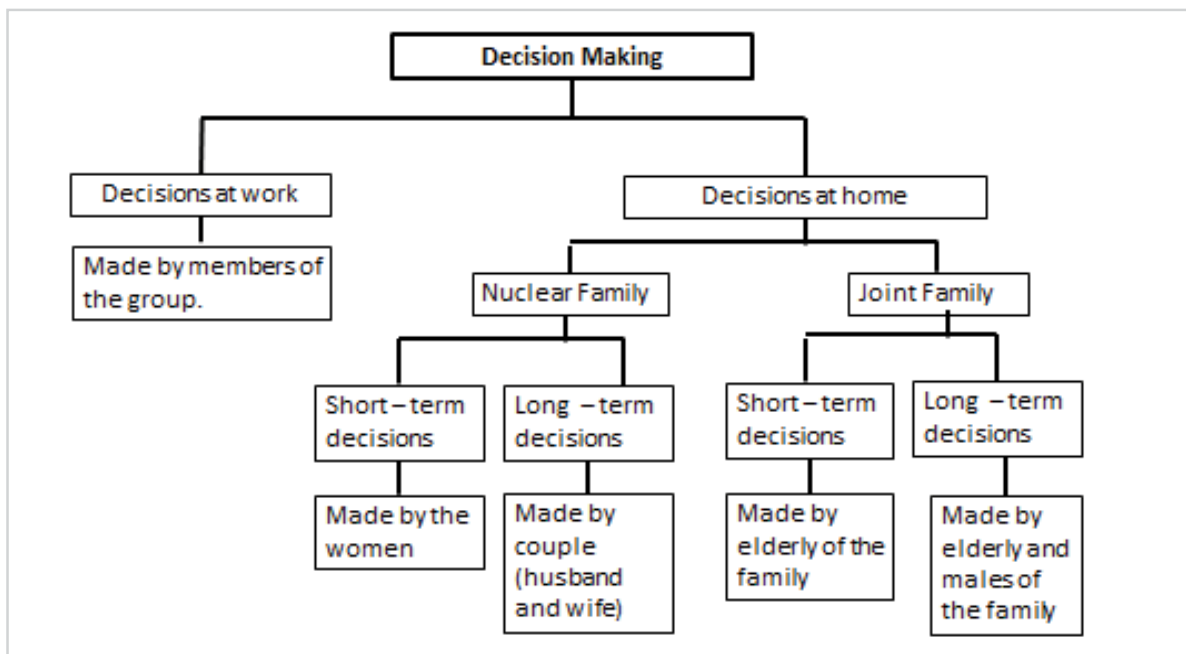 Decision Making
Decisions at work
Decisions at home
Made by members of
the group.
Nuclear Family
Joint Family
Short – term
decisions
Long – term
decisions
Short – term
decisions
Long – term
decisions
Made by the
women
Made by
couple
(husband
and wife)
Made by
elderly of the
family
Made by
elderly and
males of
the family